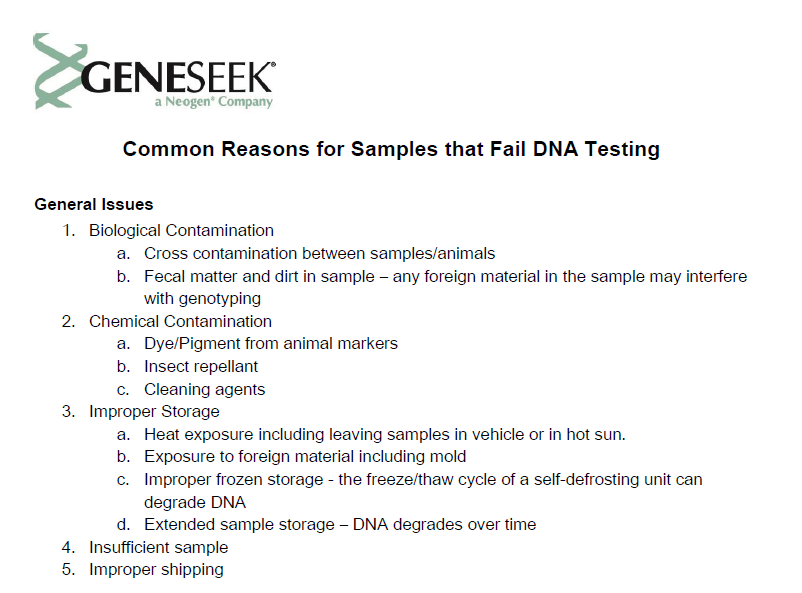 GENESEEK®
a Neogen® Company
Common Reasons for Samples that Fail DNA Testing
General Issues
1. Biological Contamination
a. Cross contamination between samples/animals
b. Fecal matter and dirt in sample – any foreign material in the sample may interfere
with genotyping
2. Chemical Contamination
a. Dye/Pigment from animal markers
b. Insect repellant
c. Cleaning agents
3. Improper Storage
a. Heat exposure including leaving samples in vehicle or in hot sun.
b. Exposure to foreign material including mold
c. Improper frozen storage - the freeze/thaw cycle of a self-defrosting unit can
degrade DNA
d. Extended sample storage – DNA degrades over time
4. Insufficient sample
5. Improper shipping